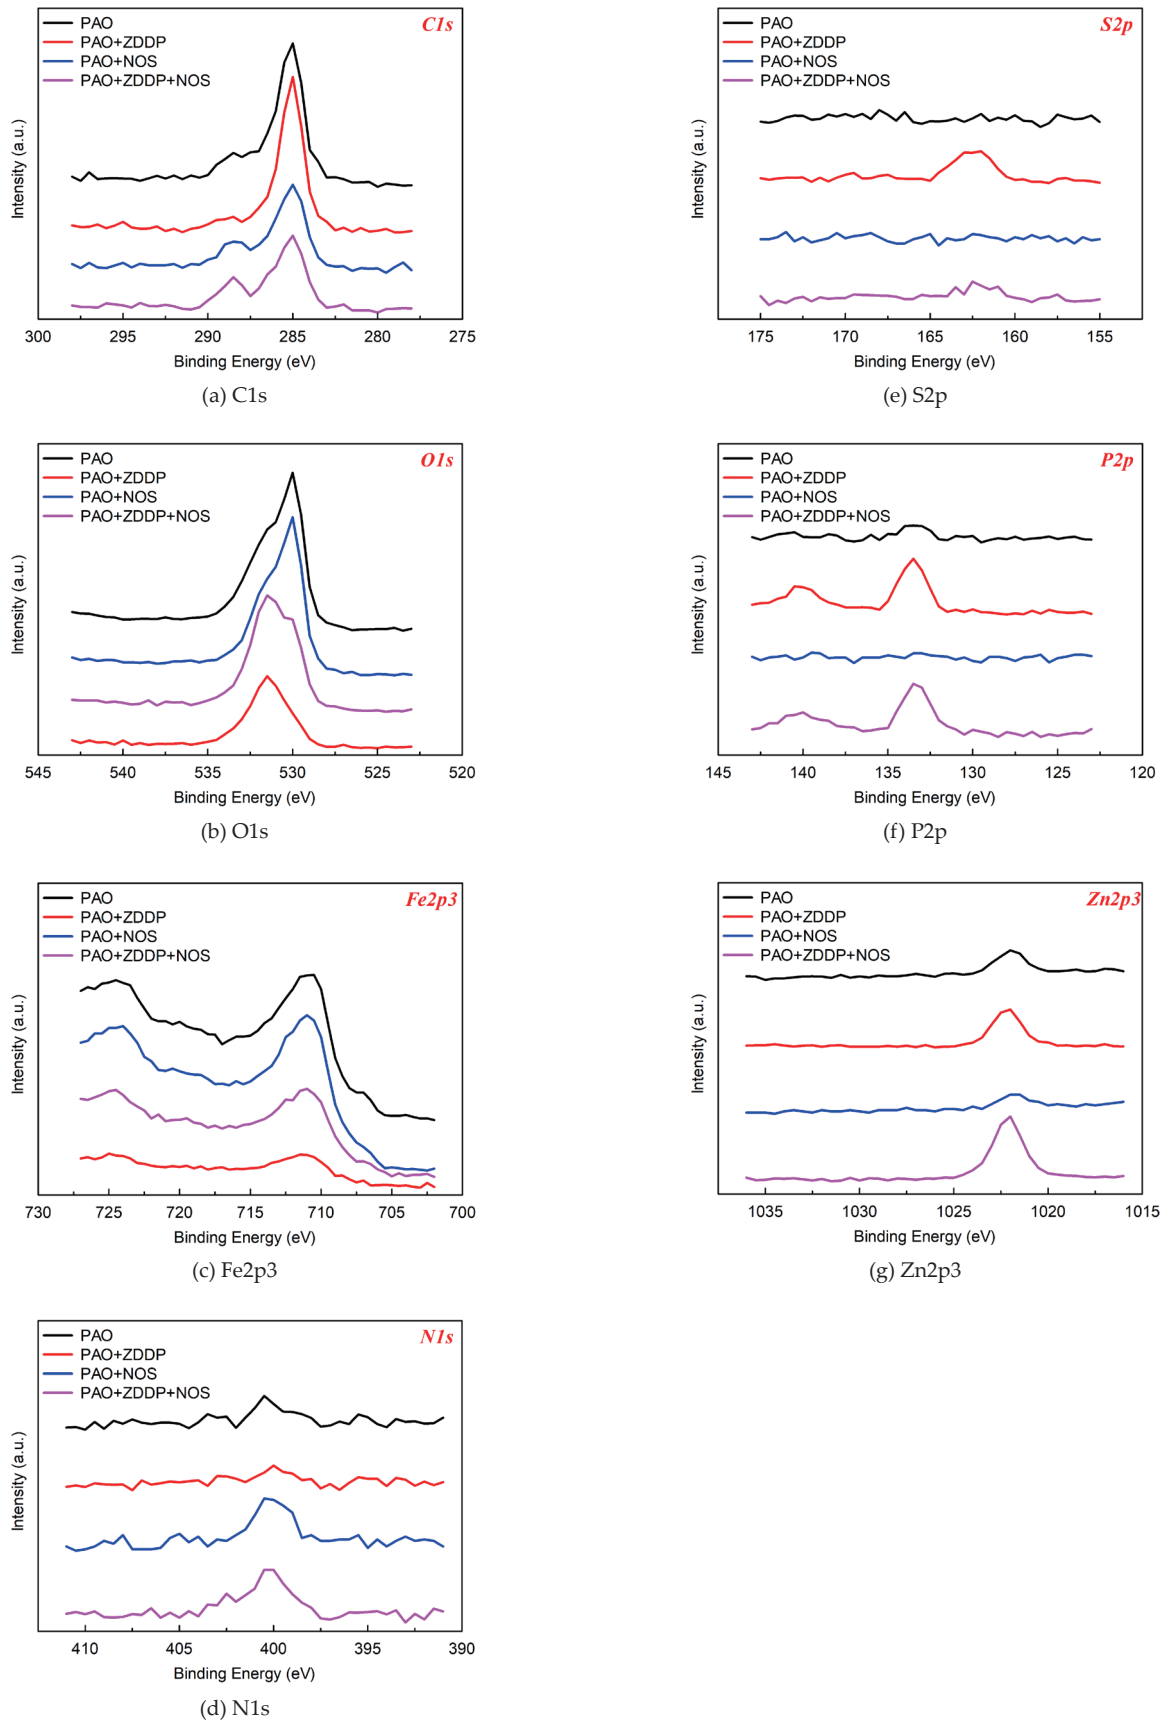 PAO
PAO+ZDDP
PAO+NOS
PAO+ZDDP+NOS
C1s
Intensity (a.u.)
300 295 290 285 280 275
Binding Energy (eV)
(a) C1s
PAO
PAO+ZDDP
PAO+NOS
PAO+ZDDP+NOS
S2p
Intensity (a.u.)
175 170 165 160 155
Binding Energy (eV)
(e) S2p
PAO
PAO+ZDDP
PAO+NOS
PAO+ZDDP+NOS
O1s
Intensity (a.u.)
545 540 535 530 525 520
Binding Energy (eV)
(b) O1s
PAO
PAO+ZDDP
PAO+NOS
PAO+ZDDP+NOS
P2p
Intensity (a.u.)
145 140 135 130 125 120
Binding Energy (eV)
(f) P2p
PAO
PAO+ZDDP
PAO+NOS
PAO+ZDDP+NOS
Fe2p3
Intensity (a.u.)
730 725 720 715 710 705 700
Binding Energy (eV)
(c) Fe2p3
PAO
PAO+ZDDP
PAO+NOS
PAO+ZDDP+NOS
Zn2p3
Intensity (a.u.)
1035 1030 1025 1020 1015
Binding Energy (eV)
(g) Zn2p3
PAO
PAO+ZDDP
PAO+NOS
PAO+ZDDP+NOS
N1s
Intensity (a.u.)
410 405 400 395 390
Binding Energy (eV)
(d) N1s